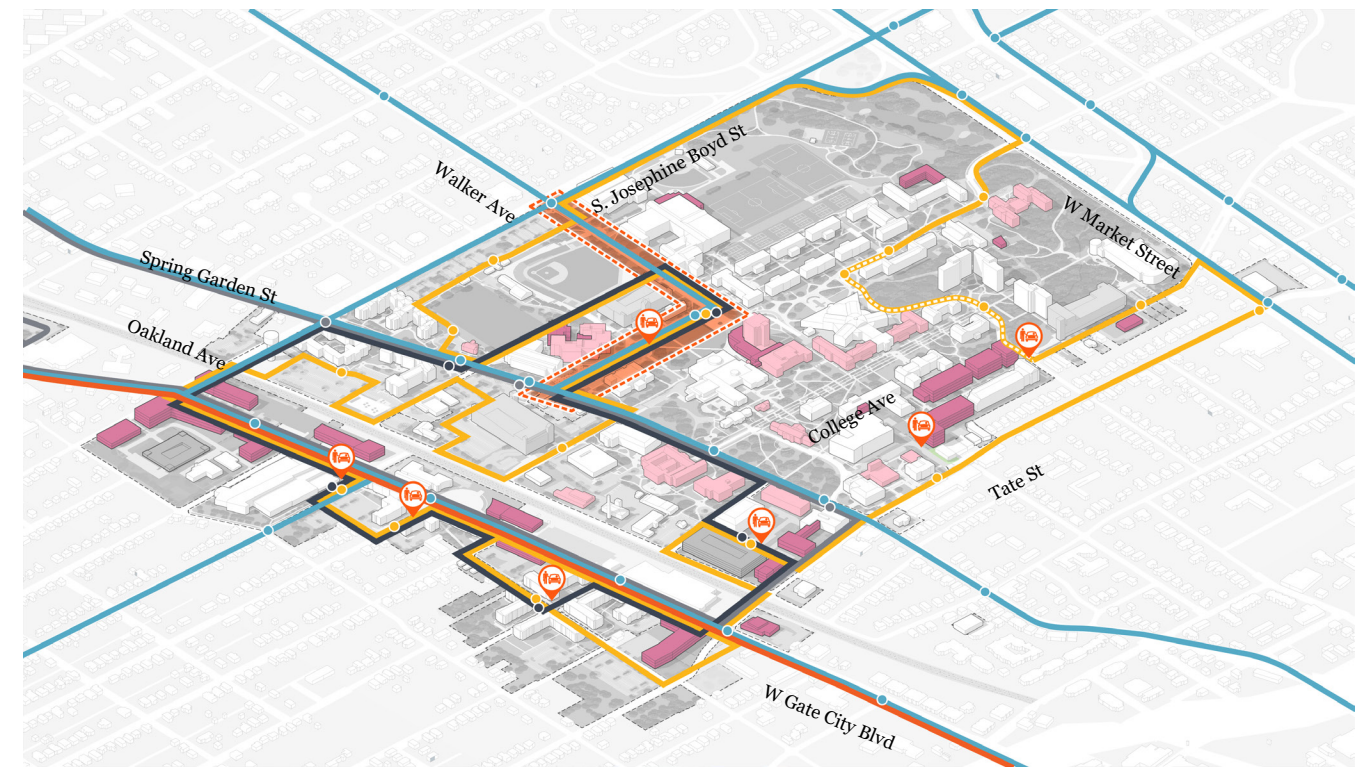 S. Josephine Boyd St
Walker Ave
W Market Street
Spring Garden St
Oakland Ave
College Ave
Tate St
W Gate City Blvd